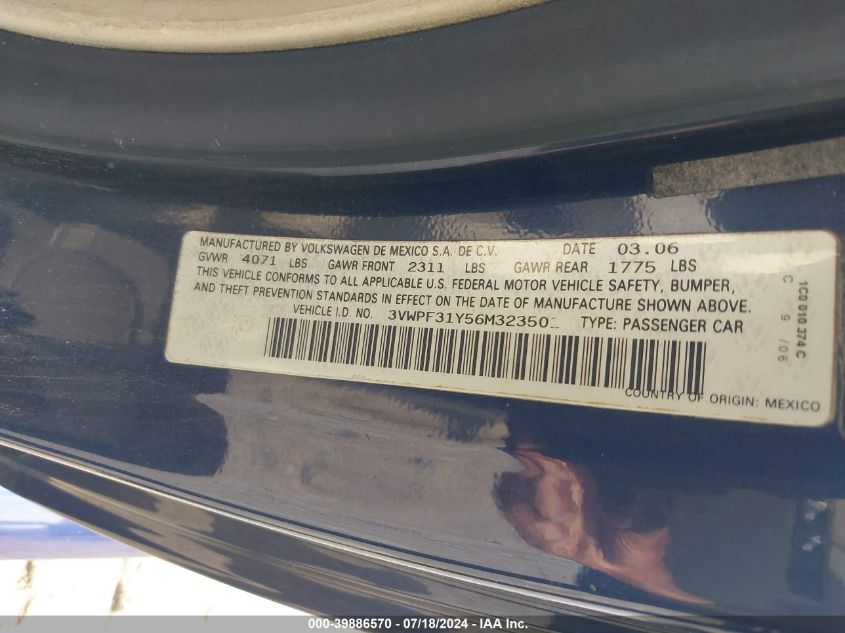 MANUFACTURED BY VOLKSWAGEN DE MEXICO S.A. DE C.V. DATE 03.06
GVWR 4071 LBS GAWR FRONT 2311 LBS GAWR REAR 1775 LBS
THIS VEHICLE CONFORMS TO ALL APPLICABLE U.S. FEDERAL MOTOR VEHICLE SAFETY, BUMPER,
AND THEFT PREVENTION STANDARDS IN EFFECT ON THE DATE OF MANUFACTURE SHOWN ABOVE.
VEHICLE I.D. NO. 3VWPF31Y56M32350 TYPE: PASSENGER CAR
COUNTRY OF ORIGIN: MEXICO
1C0 010 374 C
C 9 /06
000-39886570 - 07/18/2024 - IAA Inc.